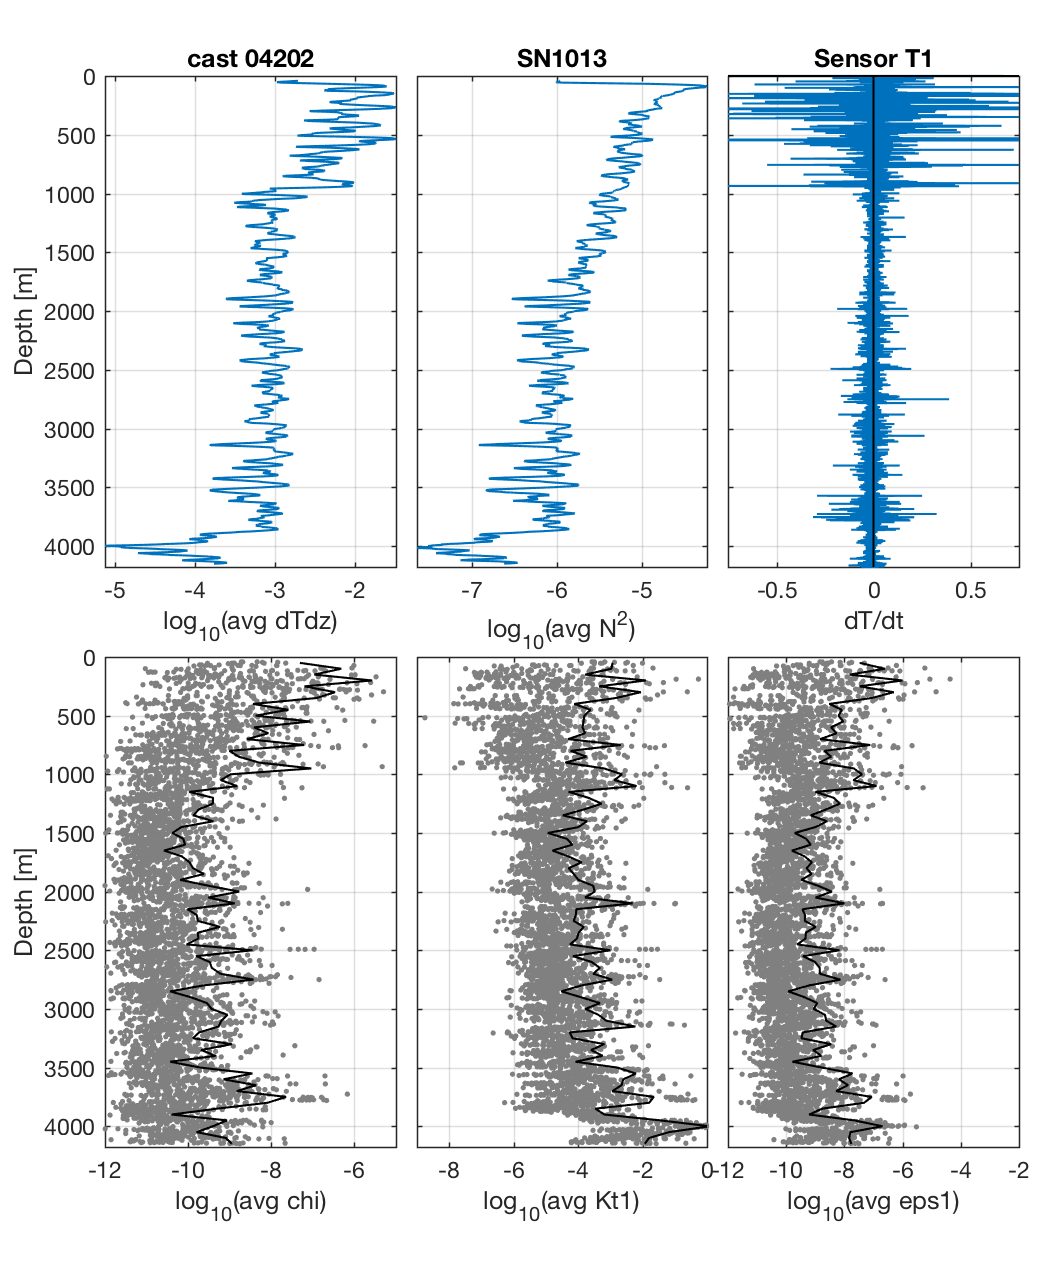 cast 04202 SN1013 Sensor T1
0
500
1000
1500
2000
2500
3000
3500
4000
Depth [m]
-5 -4 -3 -2 -7 -6 -5 -0.5 0 0.5
log10(avg dTdz) log10(avg N2) dT/dt
0
500
1000
1500
2000
2500
3000
3500
4000
Depth [m]
-12 -10 -8 -6 -8 -6 -4 -2 0 -12 -10 -8 -6 -4 -2
log10(avg chi) log10(avg Kt1) log10(avg eps1)